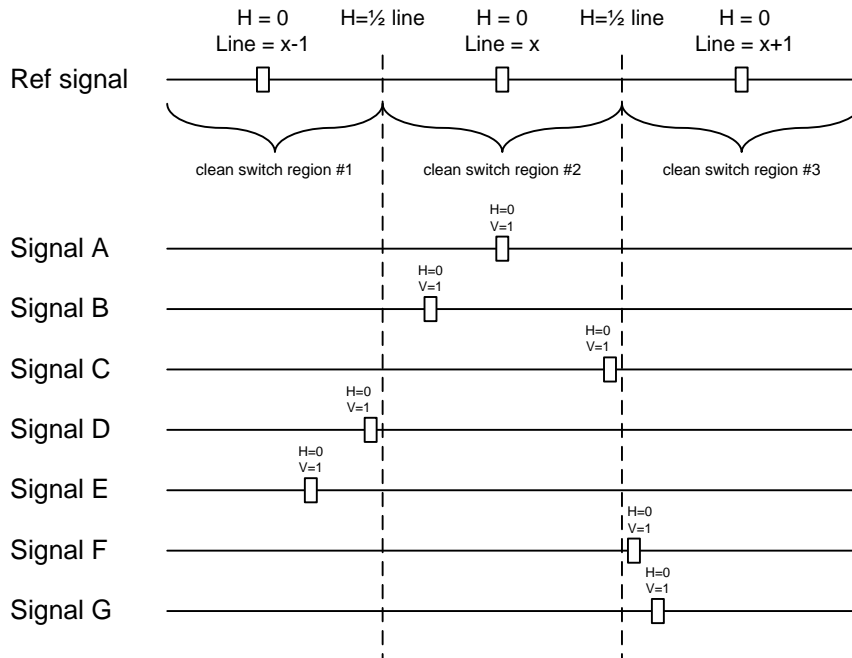 H = 0 H=½ line H = 0 H=½ line H = 0
Line = x-1 Line = x Line = x+1
Ref signal
clean switch region #1 clean switch region #2 clean switch region #3
H=0
V=1
Signal A
H=0
V=1
Signal B
H=0
V=1
Signal C
H=0
V=1
Signal D
H=0
V=1
Signal E
H=0
V=1
Signal F
H=0
V=1
Signal G